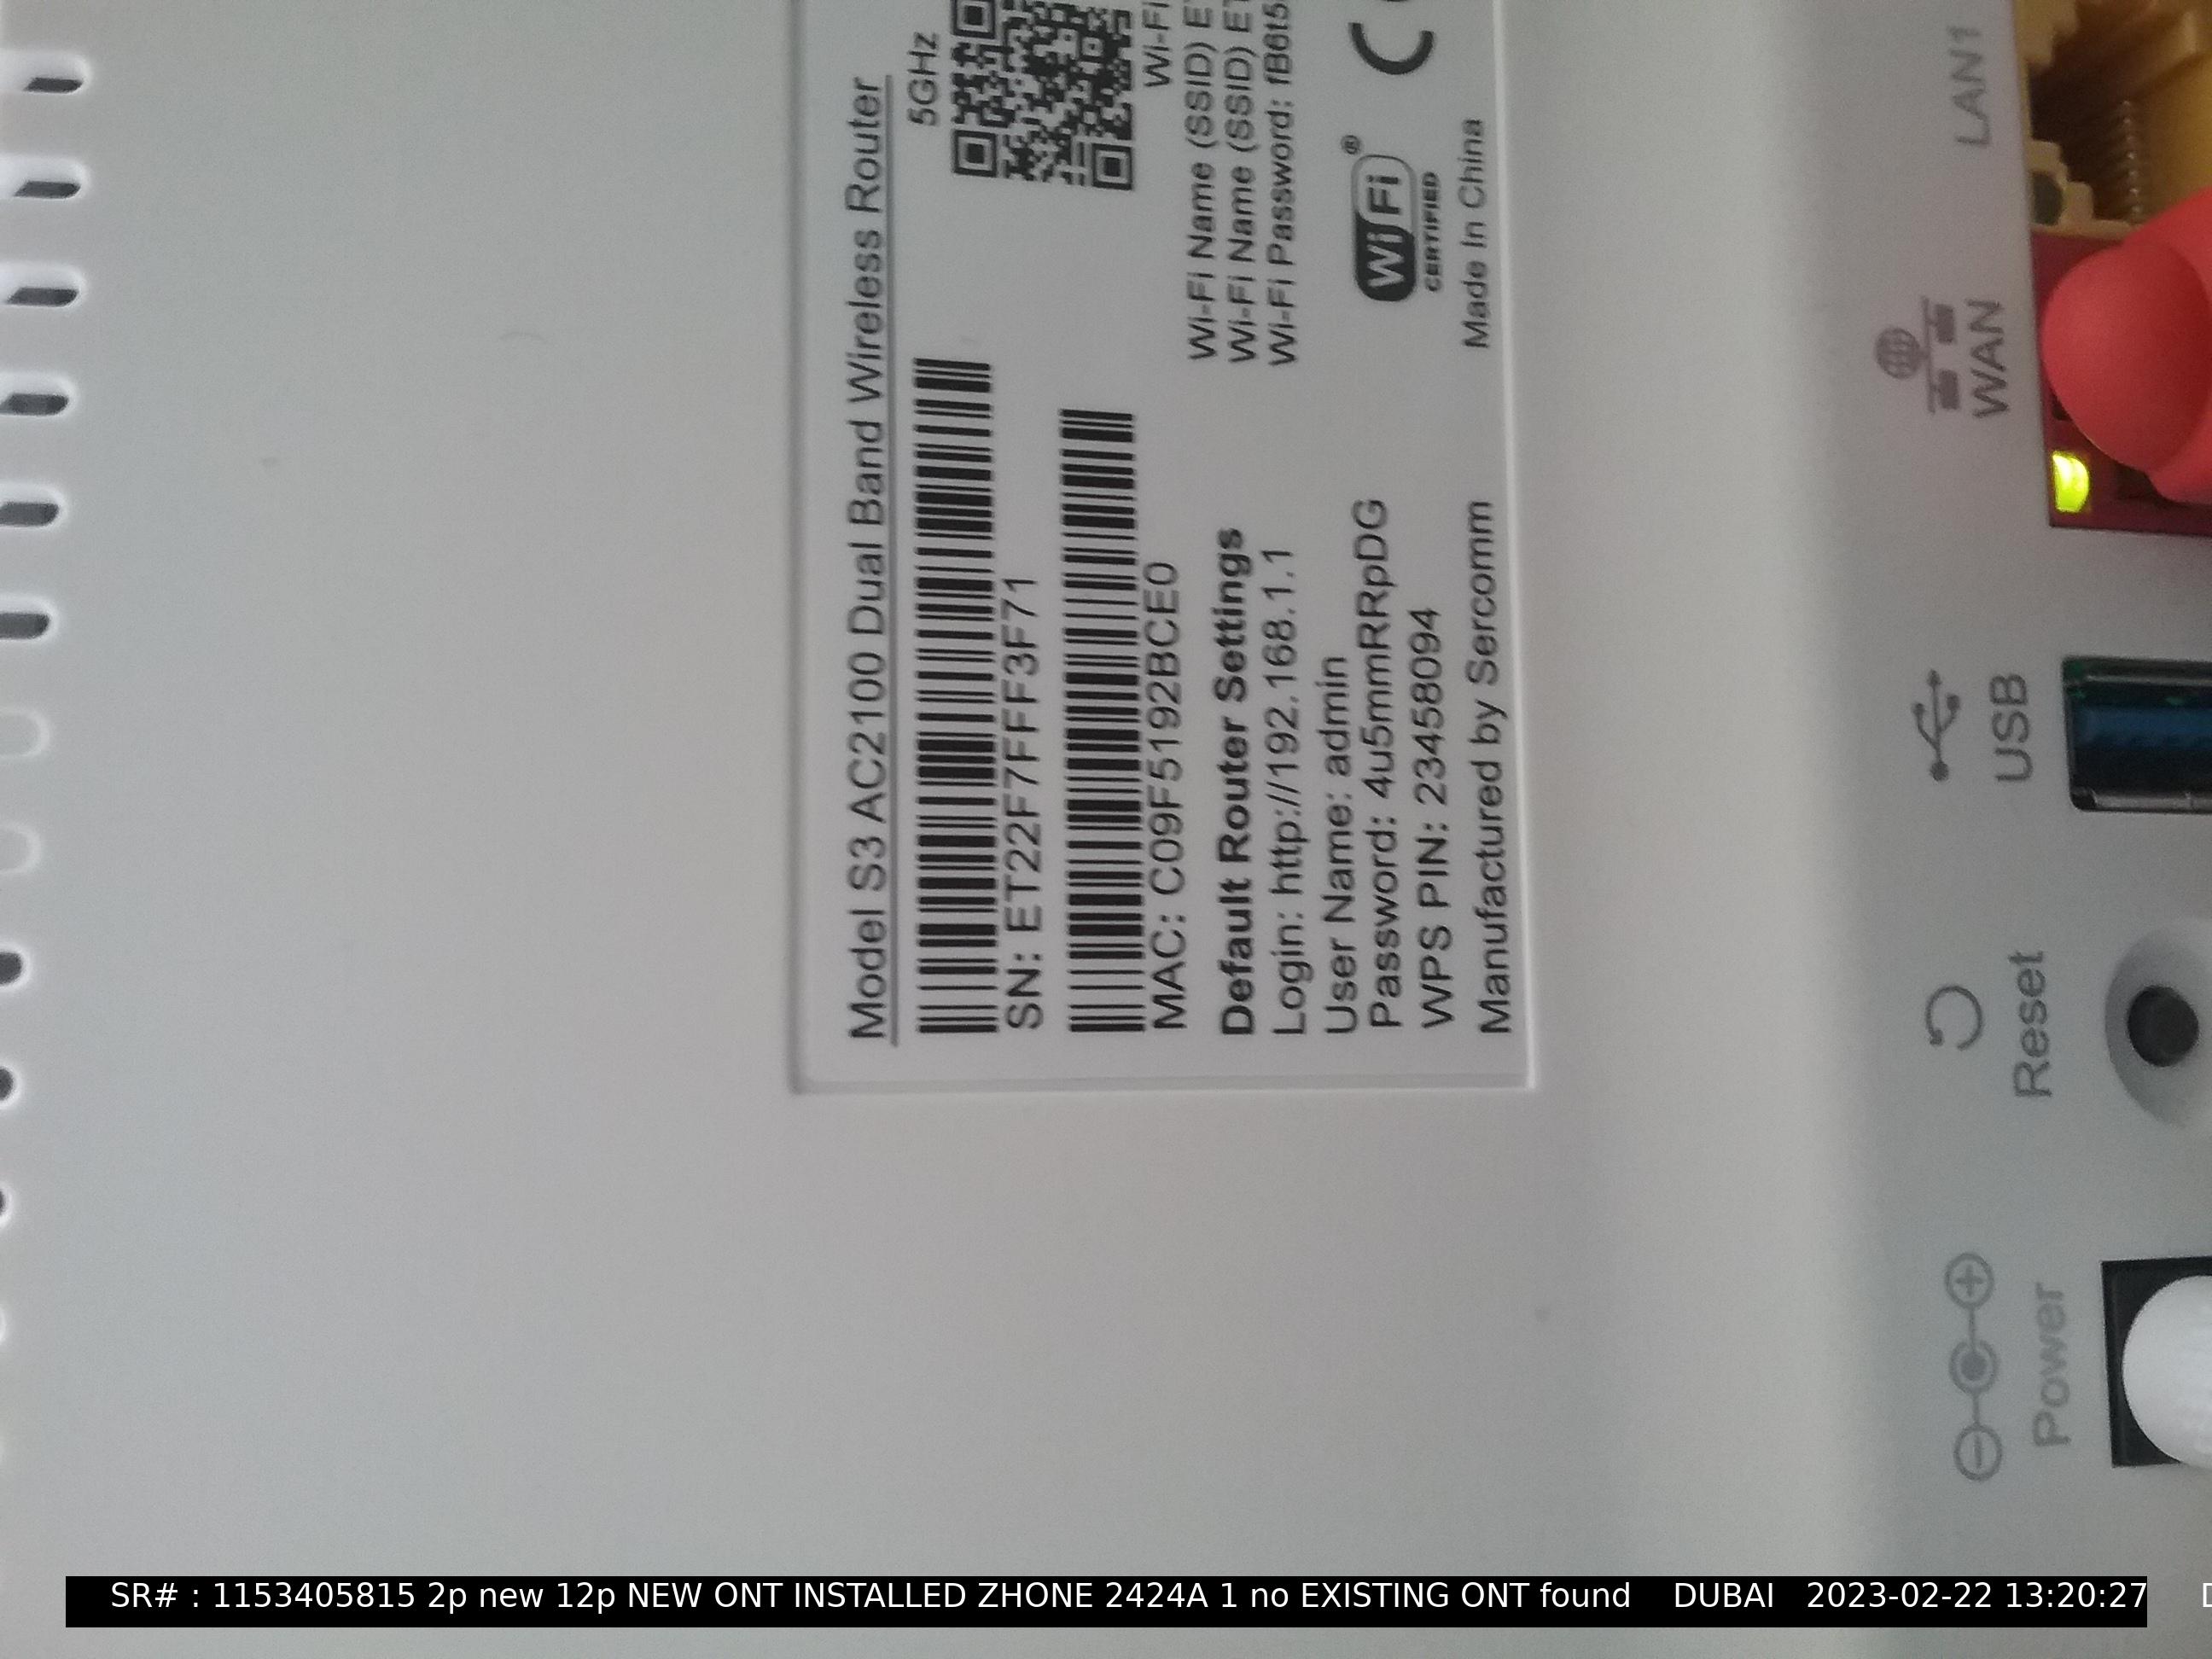 Model S3 AC2100 Dual Band Wireless Router
5GHz
SN: ET22F7FFF3F71
MAC: C09F5192BCE0
Wi-Fi
Default Router Settings
Login: http://192.168.1.1
User Name: admin
Password: 4u5mmRRpDG
WPS PIN: 23458094
Manufactured by Sercomm
Wi-Fi Name (SSID)
Wi-Fi Name (SSID)
Wi-Fi Password: fB6t5
WiFi®
CERTIFIED
Made In China
Power
Reset
USB
WAN
LAN1
SR# : 1153405815 2p new 12p NEW ONT INSTALLED ZHONE 2424A 1 no EXISTING ONT found DUBAI 2023-02-22 13:20:27